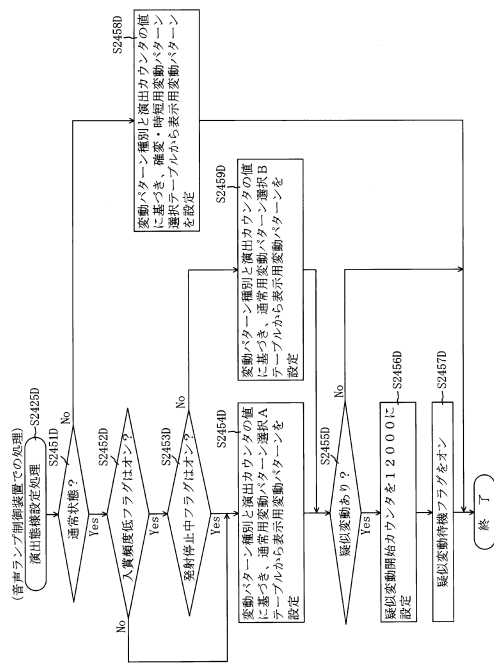 (音声ランプ制御装置での処理)
演出態様設定処理
S2425D
通常状態？
S2451D
Yes
No
入賞頻度低フラグはオン？
S2452D
Yes
No
発射停止中フラグはオン？
S2453D
Yes
No
変動パターン種別と演出カウンタの値
に基づき、通常用変動パターン選択A
テーブルから表示用変動パターンを
設定
S2454D
変動パターン種別と演出カウンタの値
に基づき、通常用変動パターン選択B
テーブルから表示用変動パターンを
設定
S2459D
変動パターン種別と演出カウンタの値
に基づき、確変・時短用変動パターン
選択テーブルから表示用変動パターン
を設定
S2458D
疑似変動あり？
S2455D
Yes
No
疑似変動開始カウンタを12000に
設定
S2456D
疑似変動待機フラグをオン
S2457D
終 了